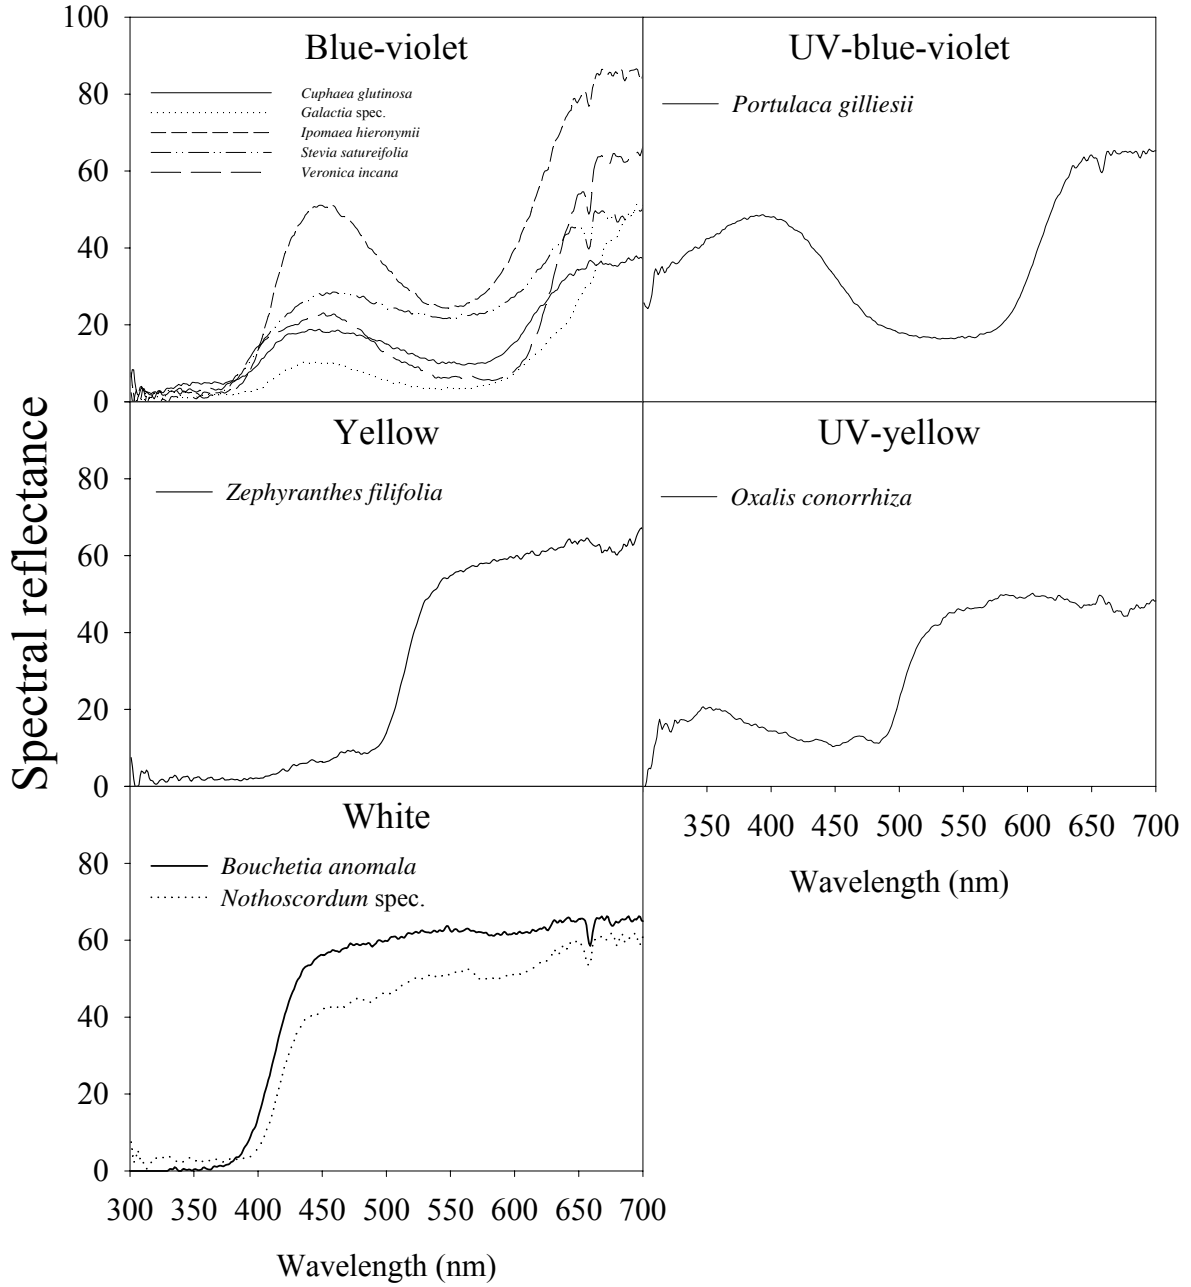 Spectral reflectance
100
80
60
40
20
0
Blue-violet
Cuphaea glutinosa
Galactia spec.
Ipomaea hieronymii
Stevia satureifolia
Veronica incana
UV-blue-violet
Portulaca gilliesii
80
60
40
20
0
Yellow
Zephyranthes filifolia
UV-yellow
Oxalis conorrhiza
350 400 450 500 550 600 650 700
Wavelength (nm)
80
60
40
20
0
White
Bouchetia anomala
Nothoscordum spec.
300 350 400 450 500 550 600 650 700
Wavelength (nm)